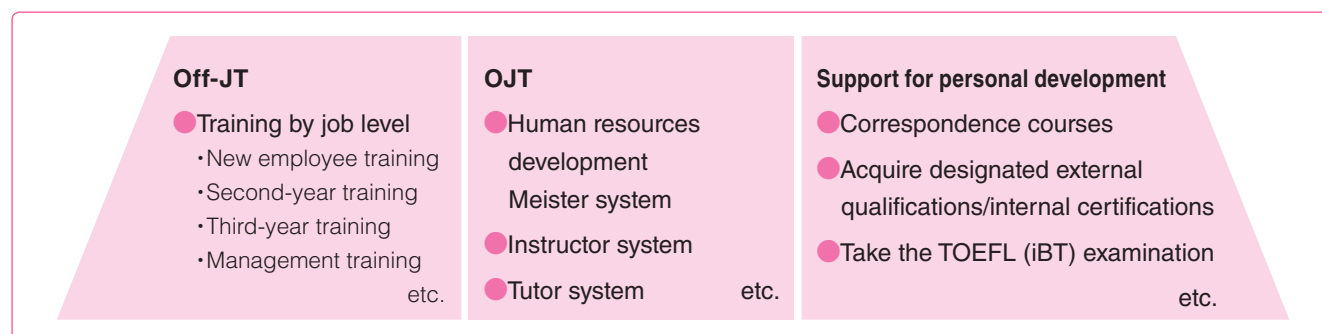 Off-JT
●Training by job level
・New employee training
・Second-year training
・Third-year training
・Management training
etc.
OJT
●Human resources
development
Meister system
●Instructor system
●Tutor system etc.
Support for personal development
●Correspondence courses
●Acquire designated external
qualifications/internal certifications
●Take the TOEFL (iBT) examination
etc.